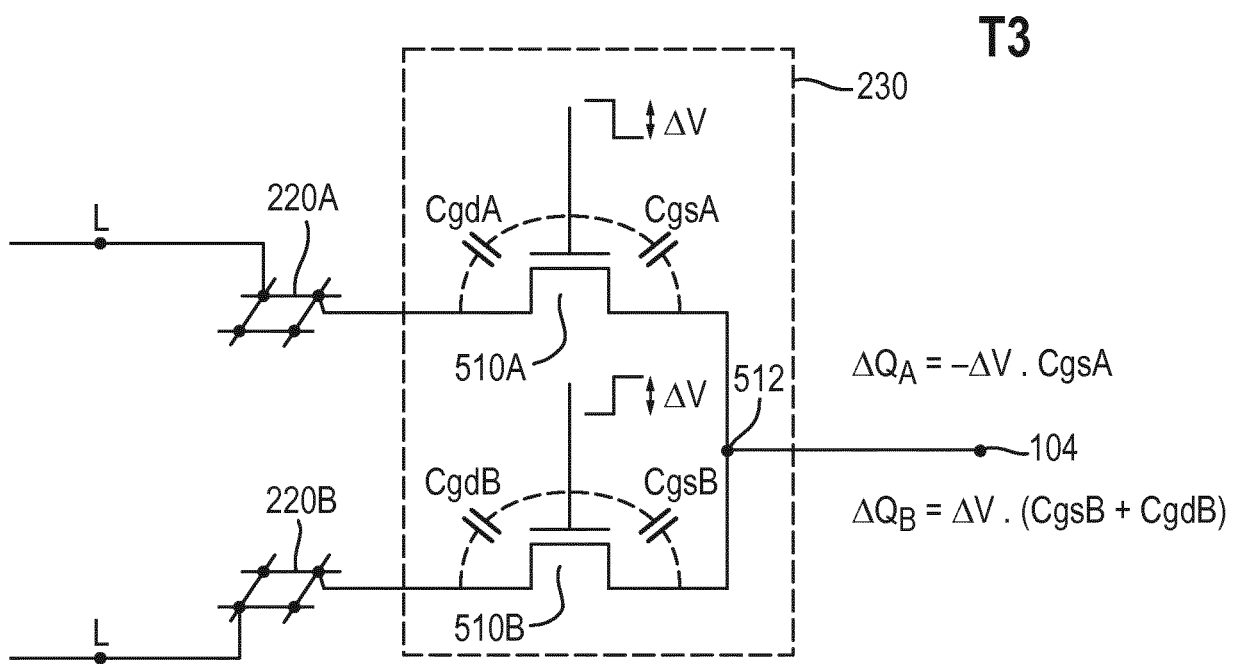 T3
230
ΔV
220A
CgdA
CgsA
L
510A
ΔQA = –ΔV . CgsA
512
ΔV
104
CgdB
CgsB
220B
ΔQB = ΔV . (CgsB + CgdB)
510B
L